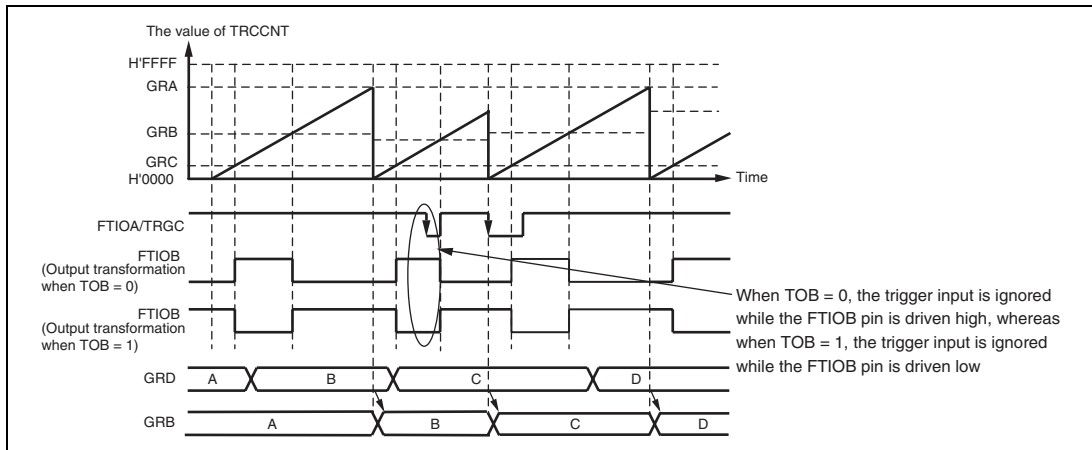 The value of TRCCNT
H'FFFF
GRA
GRB
GRC
H'0000
Time
FTIOA/TRGC
FTIOB
(Output transformation
when TOB = 0)
FTIOB
(Output transformation
when TOB = 1)
When TOB = 0, the trigger input is ignored
while the FTIOB pin is driven high, whereas
when TOB = 1, the trigger input is ignored
while the FTIOB pin is driven low
GRD A B C D
GRB A B C D